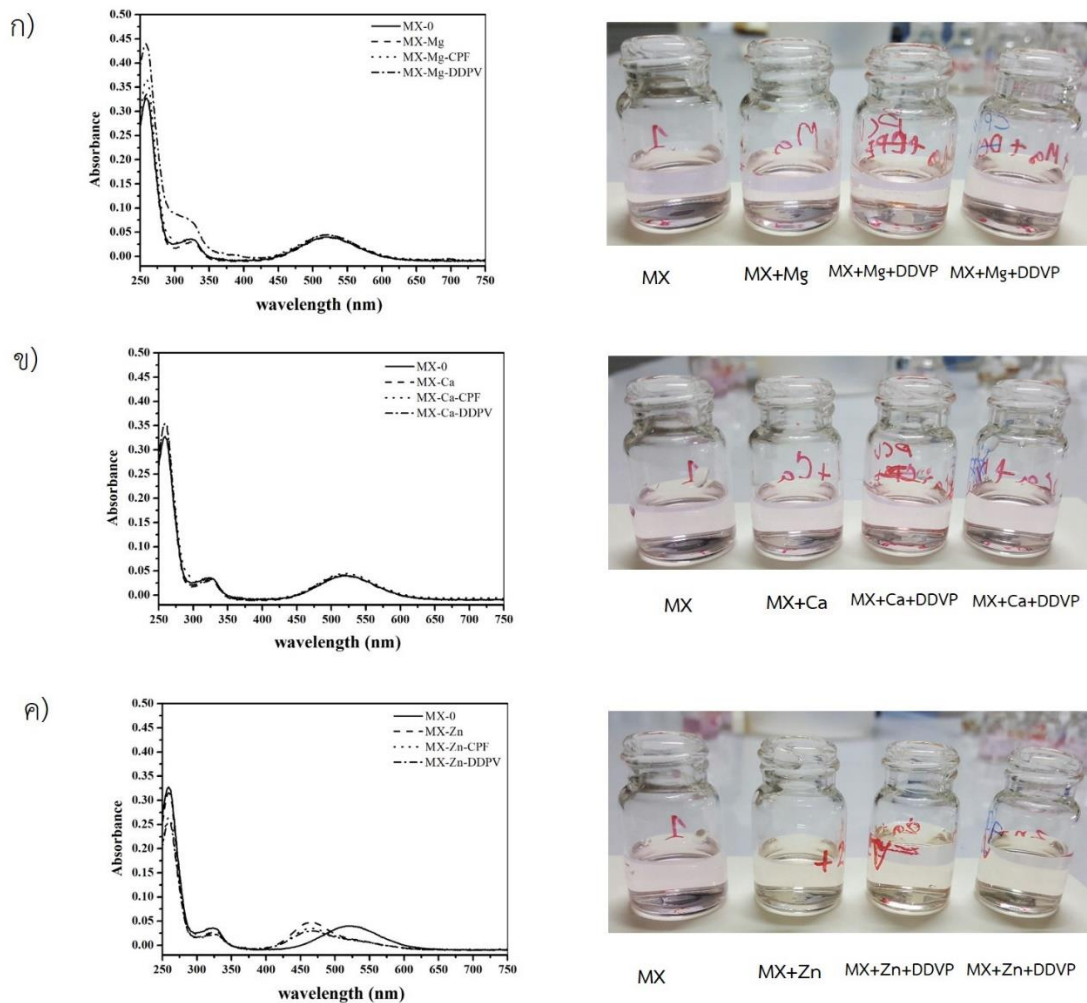 ก)
0.50
0.45
0.40
0.35
0.30
0.25
0.20
0.15
0.10
0.05
0.00
Absorbance
MX-0
MX-Mg
MX-Mg-CPF
MX-Mg-DDPV
250 300 350 400 450 500 550 600 650 700 750
wavelength (nm)
1
MX
MX+Mg
MX+Mg+DDVP
MX+Mg+DDVP
ข)
0.50
0.45
0.40
0.35
0.30
0.25
0.20
0.15
0.10
0.05
0.00
Absorbance
MX-0
MX-Ca
MX-Ca-CPF
MX-Ca-DDPV
250 300 350 400 450 500 550 600 650 700 750
wavelength (nm)
1
+Ca
MX
MX+Ca
MX+Ca+DDVP
MX+Ca+DDVP
ค)
0.50
0.45
0.40
0.35
0.30
0.25
0.20
0.15
0.10
0.05
0.00
Absorbance
MX-0
MX-Zn
MX-Zn-CPF
MX-Zn-DDPV
250 300 350 400 450 500 550 600 650 700 750
wavelength (nm)
1
MX
MX+Zn
MX+Zn+DDVP
MX+Zn+DDVP